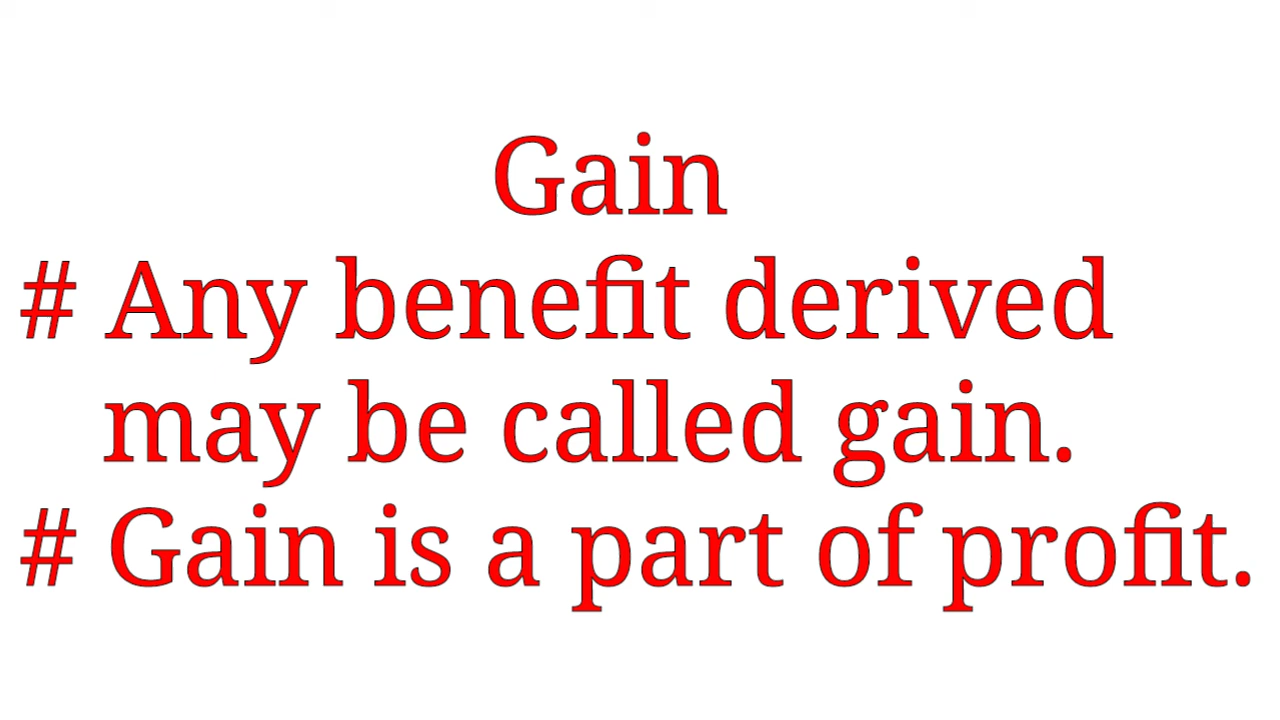 Gain
# Any benefit derived
may be called gain.
# Gain is a part of profit.